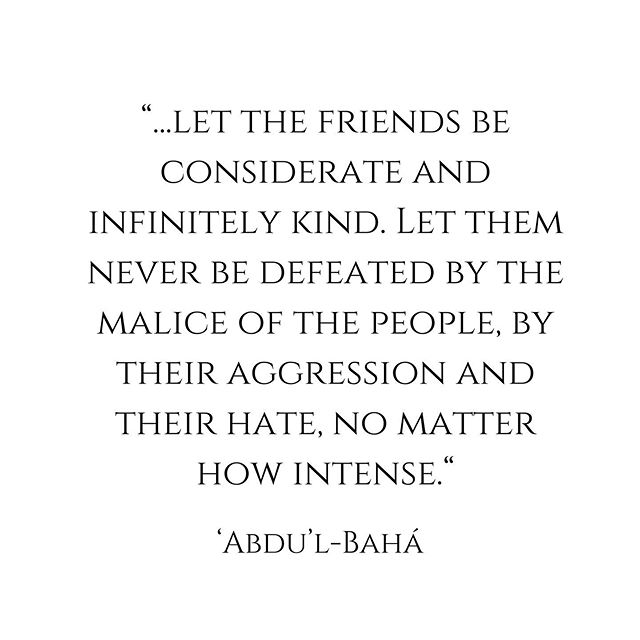 “...let the friends be
considerate and
infinitely kind. Let them
never be defeated by the
malice of the people, by
their aggression and
their hate, no matter
how intense.“
‘Abdu’l-Bahá